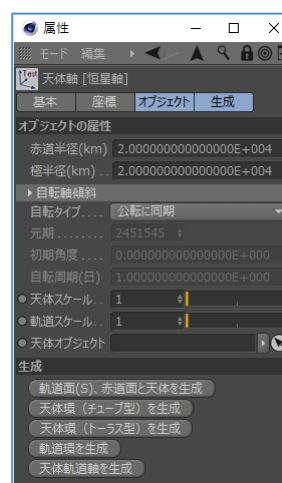 属性
モード 編集
Test
天体軸 [恒星軸]
基本 座標 オブジェクト 生成
オブジェクトの属性
赤道半径(km) 2.000000000000000E+004
極半径(km) . . 2.000000000000000E+004
自転軸傾斜
自転タイプ . . . . 公転に同期
元期 . . . . . . . . 2451545
初期角度 . . . . 0.000000000000000E+000
自転周期(日) 1.000000000000000E+000
天体スケール . . 1
軌道スケール . . 1
天体オブジェクト
生成
軌道面(S)、赤道面と天体を生成
天体環（チューブ型）を生成
天体環（トーラス型）を生成
軌道環を生成
天体軌道軸を生成